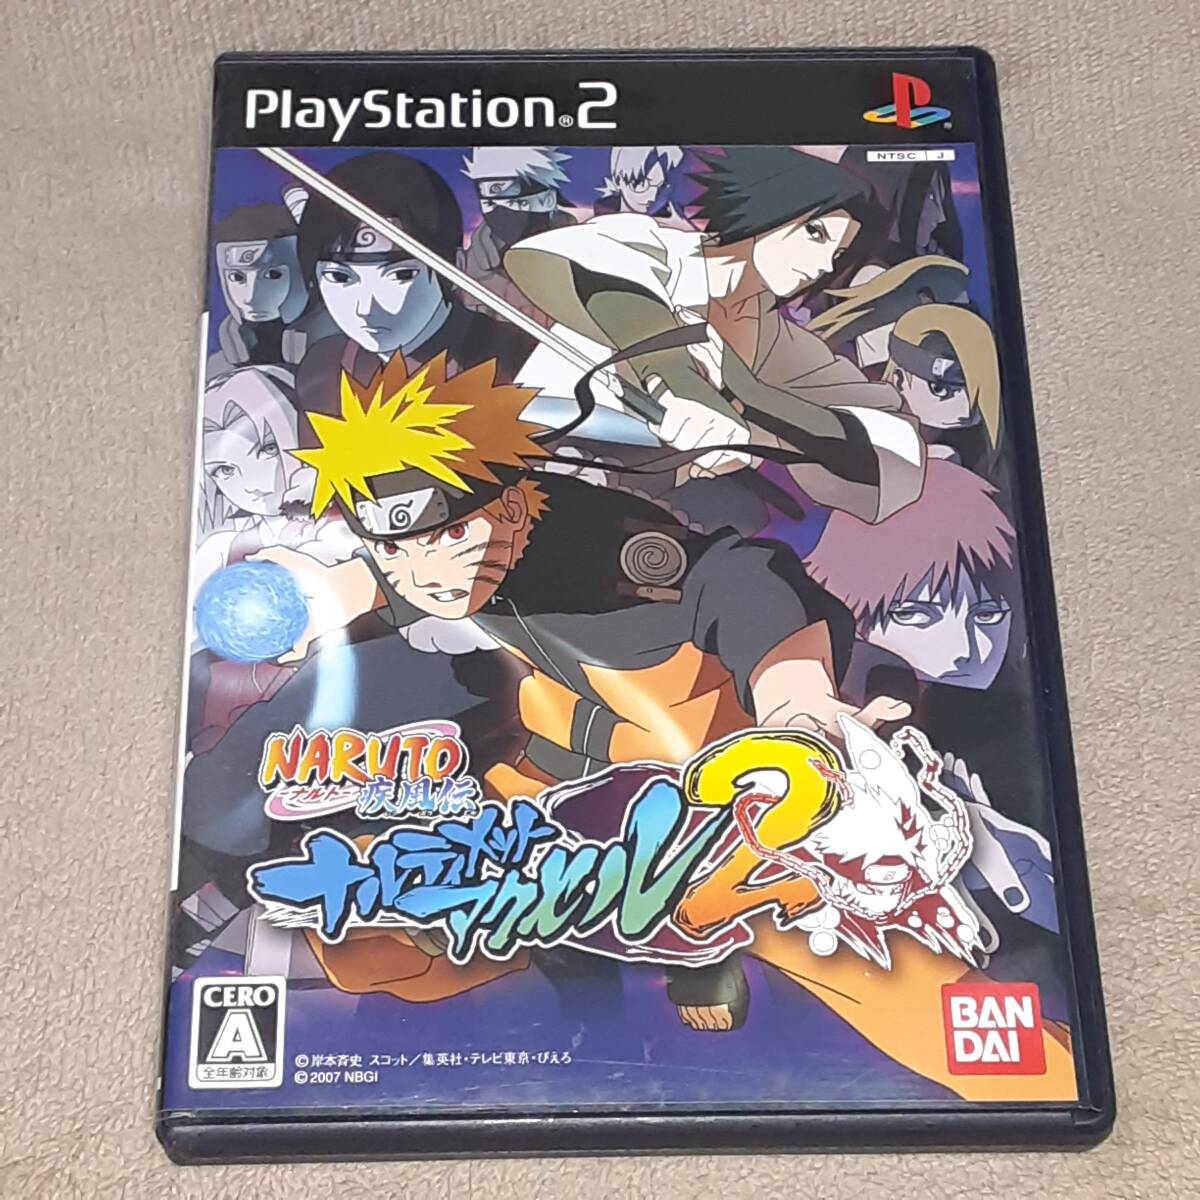 PlayStation®2
NTSC J
NARUTO
-ナルト-
疾風伝
ナルティメット
アクセル2
CERO
A
全年齢対象
©岸本斉史 スコット/集英社・テレビ東京・ぴえろ
©2007 NBGI
BAN
DAI